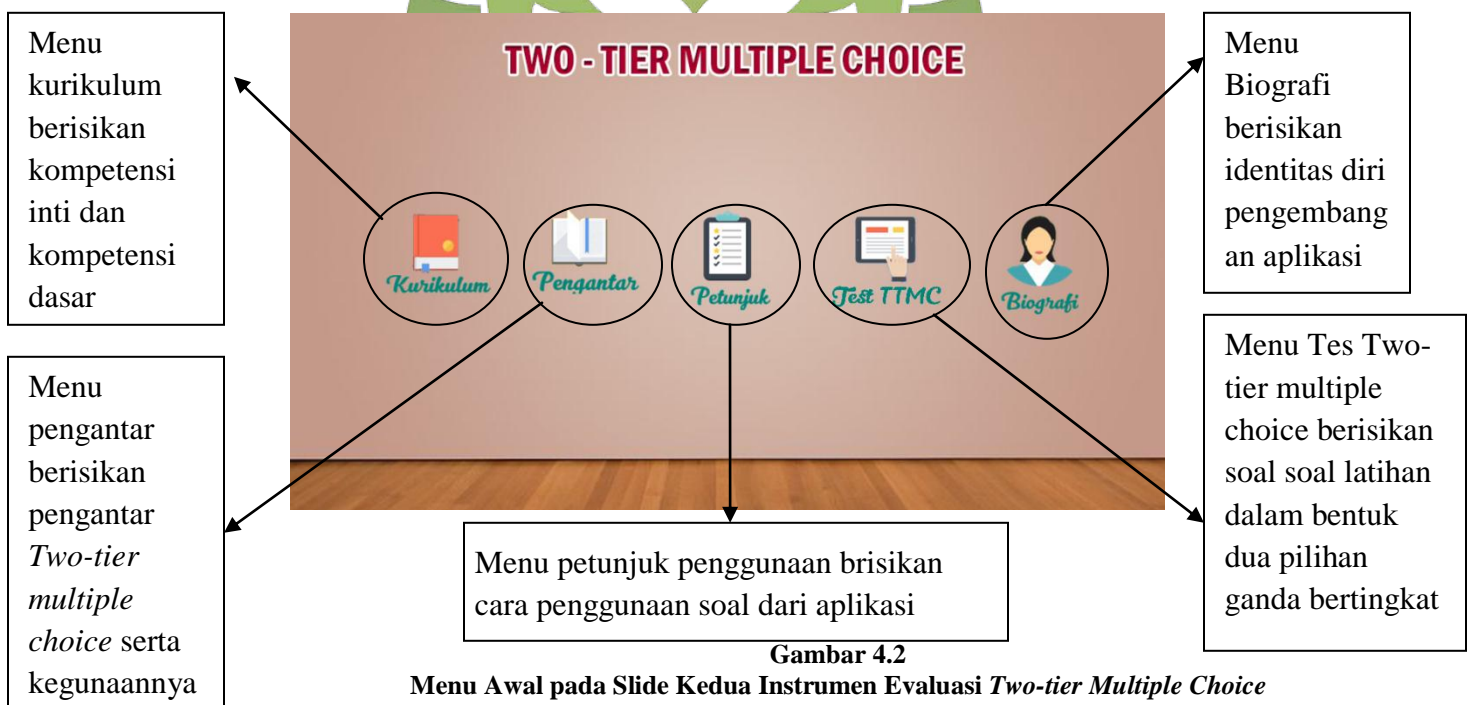 Menu
kurikulum
berisikan
kompetensi
inti dan
kompetensi
dasar
TWO - TIER MULTIPLE CHOICE
Kurikulum
Pengantar
Petunjuk
Test TTMC
Biografi
Menu
Biografi
berisikan
identitas diri
pengembang
an aplikasi
Menu
pengantar
berisikan
pengantar
Two-tier
multiple
choice serta
kegunaannya
Menu petunjuk penggunaan brisikan
cara penggunaan soal dari aplikasi
Menu Tes Two-
tier multiple
choice berisikan
soal soal latihan
dalam bentuk
dua pilihan
ganda bertingkat
Gambar 4.2
Menu Awal pada Slide Kedua Instrumen Evaluasi Two-tier Multiple Choice